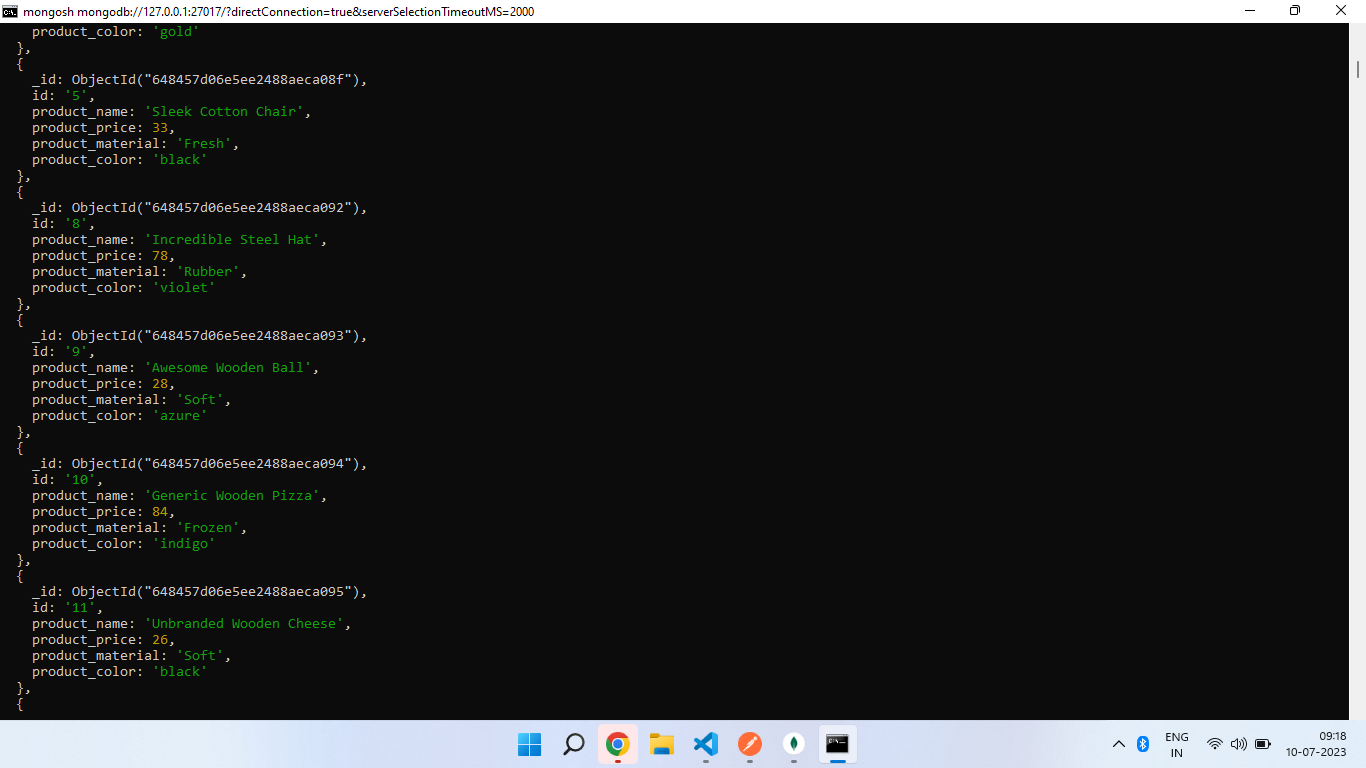 mongosh mongodb://127.0.0.1:27017/?directConnection=true&serverSelectionTimeoutMS=2000
product_color: 'gold'
},
{
_id: ObjectId("648457d06e5ee2488aeca08f"),
id: '5',
product_name: 'Sleek Cotton Chair',
product_price: 33,
product_material: 'Fresh',
product_color: 'black'
},
{
_id: ObjectId("648457d06e5ee2488aeca092"),
id: '8',
product_name: 'Incredible Steel Hat',
product_price: 78,
product_material: 'Rubber',
product_color: 'violet'
},
{
_id: ObjectId("648457d06e5ee2488aeca093"),
id: '9',
product_name: 'Awesome Wooden Ball',
product_price: 28,
product_material: 'Soft',
product_color: 'azure'
},
{
_id: ObjectId("648457d06e5ee2488aeca094"),
id: '10',
product_name: 'Generic Wooden Pizza',
product_price: 84,
product_material: 'Frozen',
product_color: 'indigo'
},
{
_id: ObjectId("648457d06e5ee2488aeca095"),
id: '11',
product_name: 'Unbranded Wooden Cheese',
product_price: 26,
product_material: 'Soft',
product_color: 'black'
},
{
ENG
IN
09:18
10-07-2023